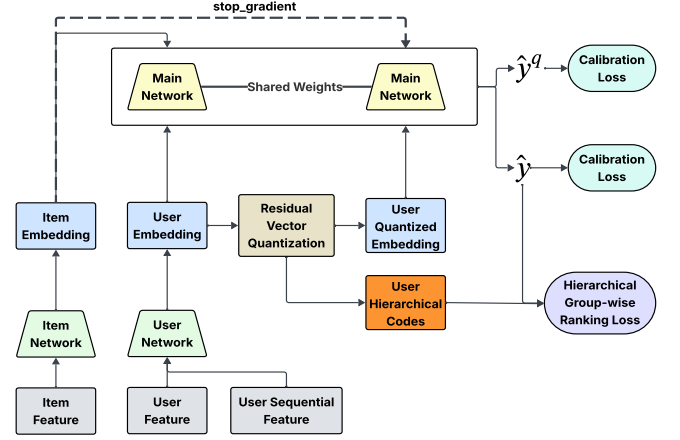 stop_gradient
Main
Network
Shared Weights
Main
Network
ŷ^q
Calibration
Loss
ŷ
Calibration
Loss
Item
Embedding
User
Embedding
Residual
Vector
Quantization
User
Quantized
Embedding
User
Hierarchical
Codes
Hierarchical
Group-wise
Ranking Loss
Item
Network
User
Network
Item
Feature
User
Feature
User Sequential
Feature